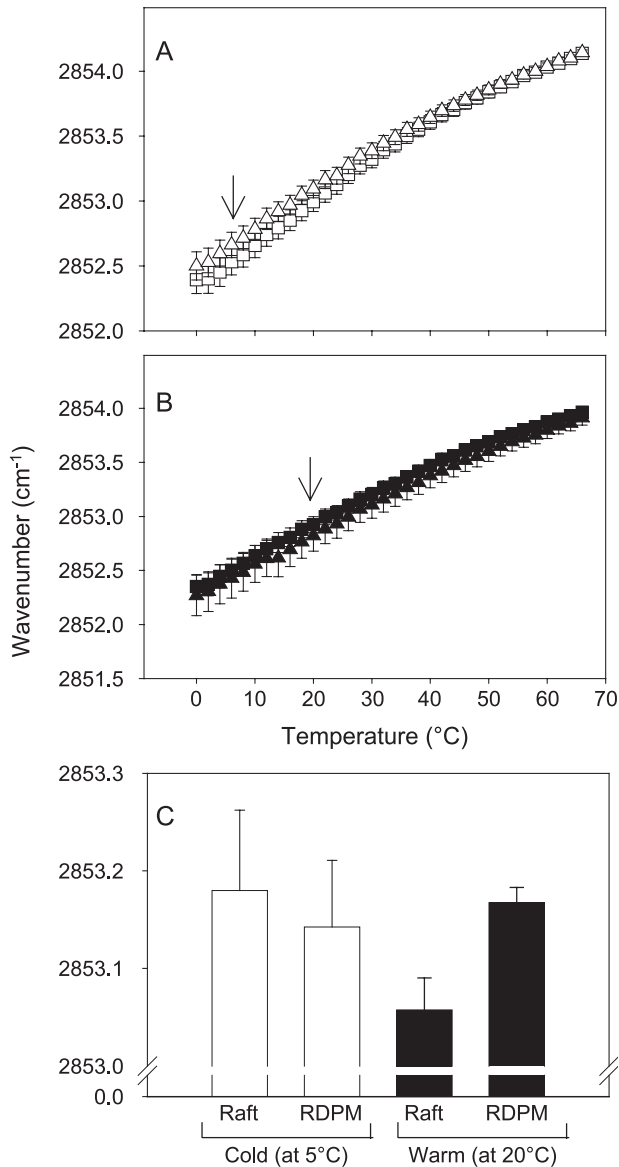 A
2854.0
2853.5
2853.0
2852.5
2852.0
B
2854.0
2853.5
2853.0
2852.5
2852.0
2851.5
Wavenumber (cm-1)
0 10 20 30 40 50 60 70
Temperature (°C)
C
2853.3
2853.2
2853.1
2853.0
0.0
Raft RDPM Raft RDPM
Cold (at 5°C) Warm (at 20°C)